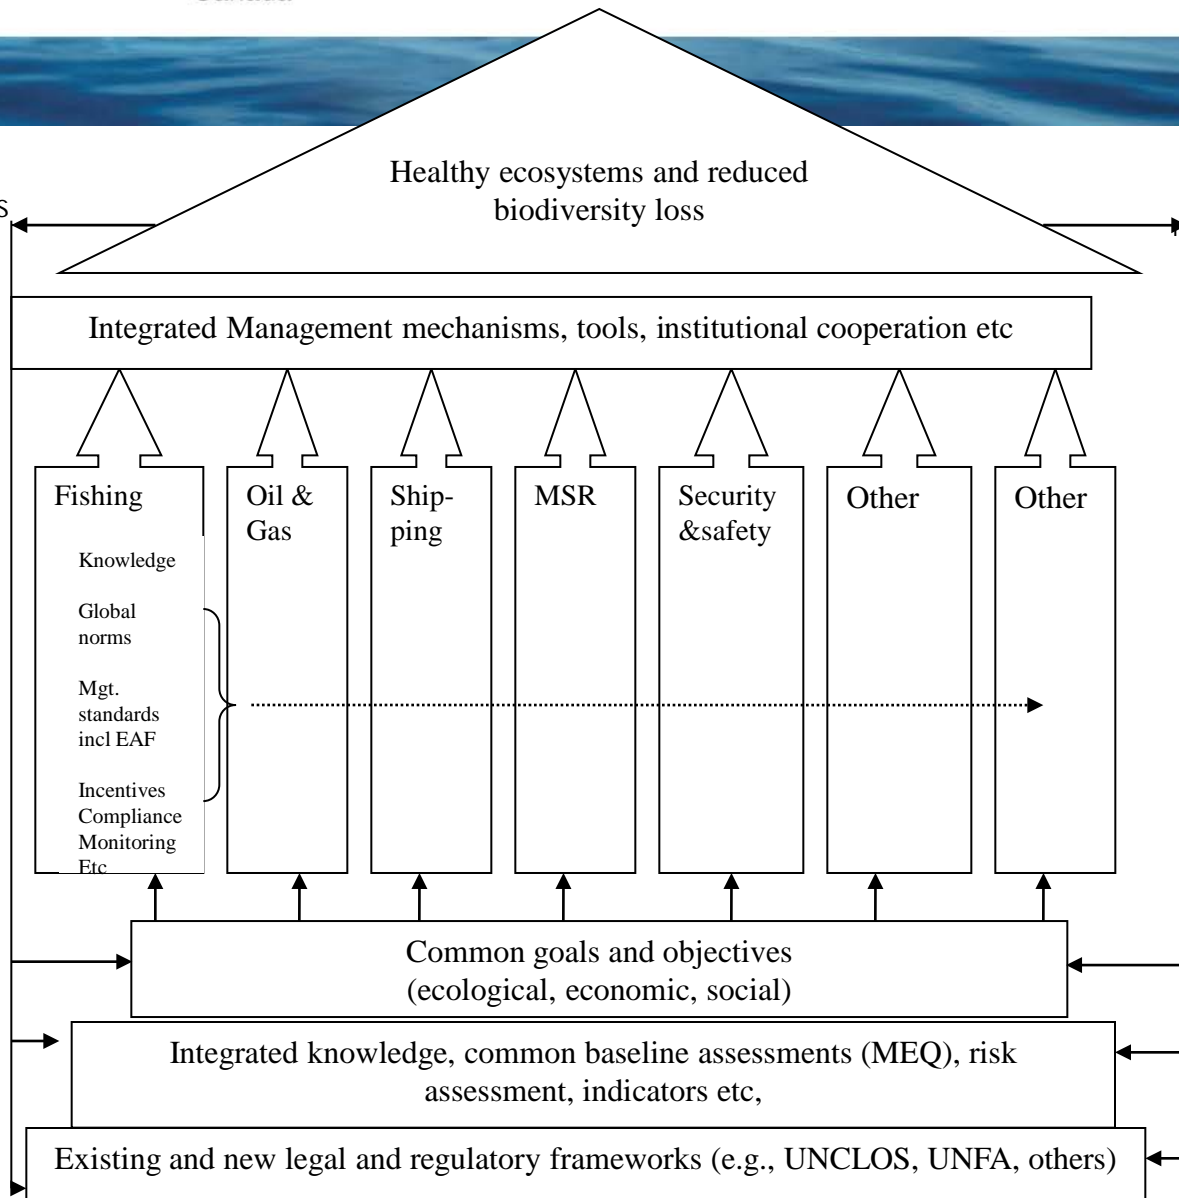 Healthy ecosystems and reduced
biodiversity loss
s
Integrated Management mechanisms, tools, institutional cooperation etc
Fishing
Knowledge
Global
norms
Mgt.
standards
incl EAF
Incentives
Compliance
Monitoring
Etc
Oil &
Gas
Ship-
ping
MSR
Security
&safety
Other
Other
Common goals and objectives
(ecological, economic, social)
Integrated knowledge, common baseline assessments (MEQ), risk
assessment, indicators etc,
Existing and new legal and regulatory frameworks (e.g., UNCLOS, UNFA, others)